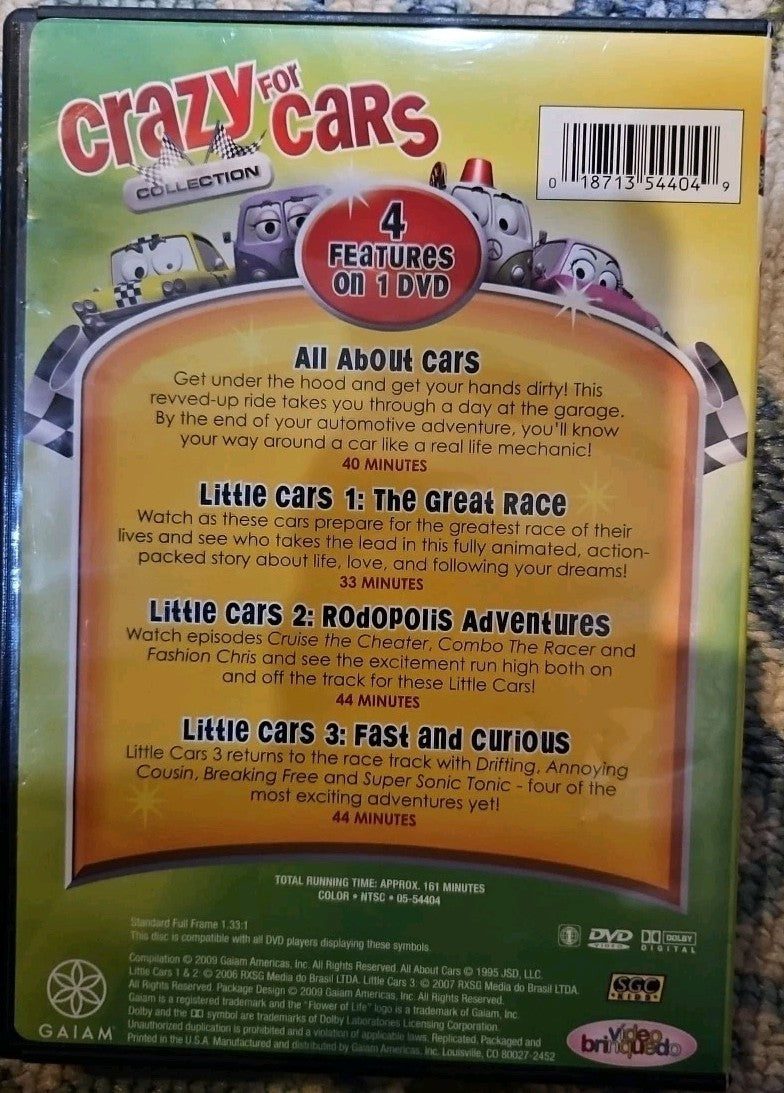 Crazy FOR CARS
COLLECTION
0 18713 54404 9
4
FEATURES
ON 1 DVD
All About Cars
Get under the hood and get your hands dirty! This
revved-up ride takes you through a day at the garage.
By the end of your automotive adventure, you'll know
your way around a car like a real life mechanic!
40 MINUTES
Little Cars 1: The Great Race
Watch as these cars prepare for the greatest race of their
lives and see who takes the lead in this fully animated, action-
packed story about life, love, and following your dreams!
33 MINUTES
Little Cars 2: Rodopolis Adventures
Watch episodes Cruise the Cheater, Combo The Racer and
Fashion Chris and see the excitement run high both on
and off the track for these Little Cars!
44 MINUTES
Little Cars 3: Fast and Curious
Little Cars 3 returns to the race track with Drifting, Annoying
Cousin, Breaking Free and Super Sonic Tonic - four of the
most exciting adventures yet!
44 MINUTES
TOTAL RUNNING TIME: APPROX. 161 MINUTES
COLOR • NTSC • 05-54404
Standard Full Frame 1.33:1
This disc is compatible with all DVD players displaying these symbols.
1 DVD VIDEO DOLBY DIGITAL
Compilation © 2009 Gaiam Americas, Inc. All Rights Reserved. All About Cars © 1995 JSD, LLC.
Little Cars 1 & 2: © 2006 RXSG Media do Brasil LTDA. Little Cars 3: © 2007 RXSG Media do Brasil LTDA.
All Rights Reserved. Package Design © 2009 Gaiam Americas, Inc. All Rights Reserved.
Gaiam is a registered trademark and the "Flower of Life" logo is a trademark of Gaiam, Inc.
Dolby and the DD symbol are trademarks of Dolby Laboratories Licensing Corporation.
Unauthorized duplication is prohibited and a violation of applicable laws. Replicated, Packaged and
Printed in the U.S.A. Manufactured and distributed by Gaiam Americas, Inc. Louisville, CO 80027-2452
GAIAM
SGC
KIDS
vídeo
brinquedo